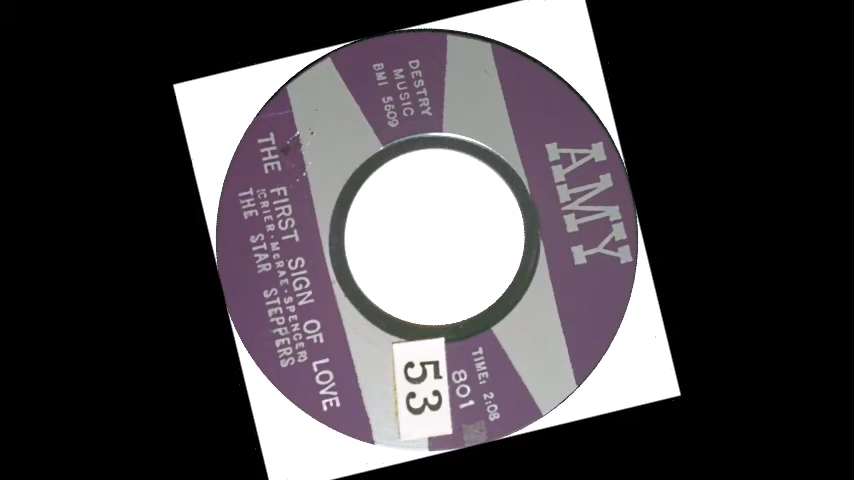 AMY
DESTRY
MUSIC
BMI 5609
TIME: 2:08
801
53
THE FIRST SIGN OF LOVE
(CRIER-McRAE-SPENCER)
THE STAR STEPPERS